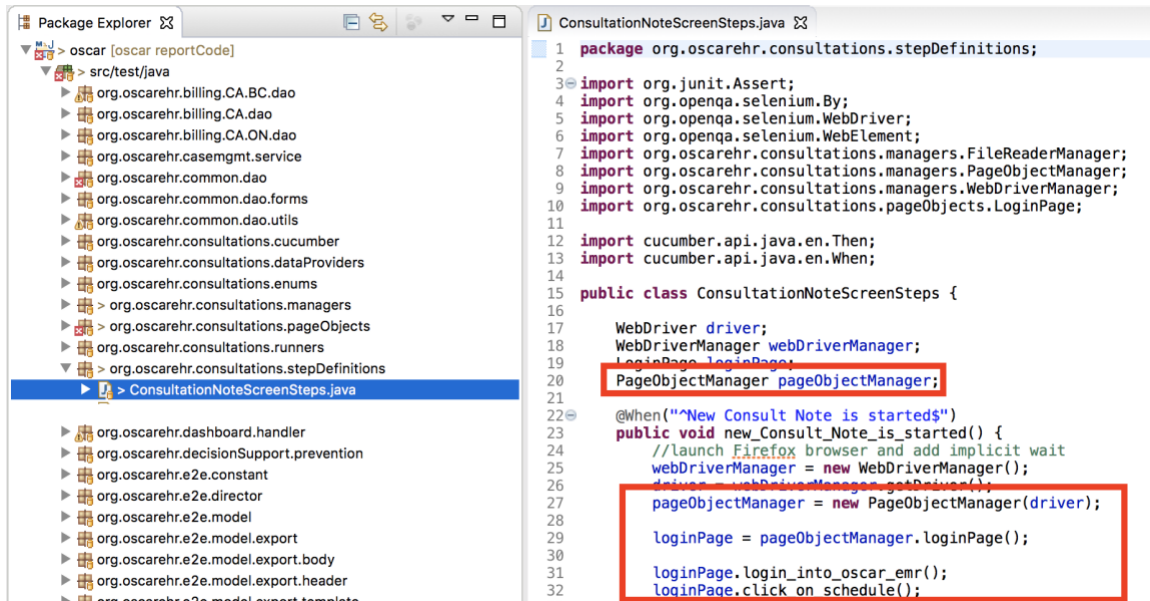 Package Explorer
> oscar [oscar reportCode]
> src/test/java
org.oscarehr.billing.CA.BC.dao
org.oscarehr.billing.CA.dao
org.oscarehr.billing.CA.ON.dao
org.oscarehr.casemgmt.service
org.oscarehr.common.dao
org.oscarehr.common.dao.forms
org.oscarehr.common.dao.utils
org.oscarehr.consultations.cucumber
org.oscarehr.consultations.dataProviders
org.oscarehr.consultations.enums
> org.oscarehr.consultations.managers
> org.oscarehr.consultations.pageObjects
org.oscarehr.consultations.runners
> org.oscarehr.consultations.stepDefinitions
> ConsultationNoteScreenSteps.java
org.oscarehr.dashboard.handler
org.oscarehr.decisionSupport.prevention
org.oscarehr.e2e.constant
org.oscarehr.e2e.director
org.oscarehr.e2e.model
org.oscarehr.e2e.model.export
org.oscarehr.e2e.model.export.body
org.oscarehr.e2e.model.export.header
org.oscarehr.e2e.model.export.template
ConsultationNoteScreenSteps.java
1 package org.oscarehr.consultations.stepDefinitions;
2
3 import org.junit.Assert;
4 import org.openqa.selenium.By;
5 import org.openqa.selenium.WebDriver;
6 import org.openqa.selenium.WebElement;
7 import org.oscarehr.consultations.managers.FileReaderManager;
8 import org.oscarehr.consultations.managers.PageObjectManager;
9 import org.oscarehr.consultations.managers.WebDriverManager;
10 import org.oscarehr.consultations.pageObjects.LoginPage;
11
12 import cucumber.api.java.en.Then;
13 import cucumber.api.java.en.When;
14
15 public class ConsultationNoteScreenSteps {
16
17 WebDriver driver;
18 WebDriverManager webDriverManager;
19 LoginPage loginPage;
20 PageObjectManager pageObjectManager;
21
22 @When("^New Consult Note is started$")
23 public void new_Consult_Note_is_started() {
24 //launch Firefox browser and add implicit wait
25 webDriverManager = new WebDriverManager();
26 driver = webDriverManager.getDriver();
27 pageObjectManager = new PageObjectManager(driver);
28
29 loginPage = pageObjectManager.loginPage();
30
31 loginPage.login_into_oscar_emr();
32 loginPage.click_on_schedule();